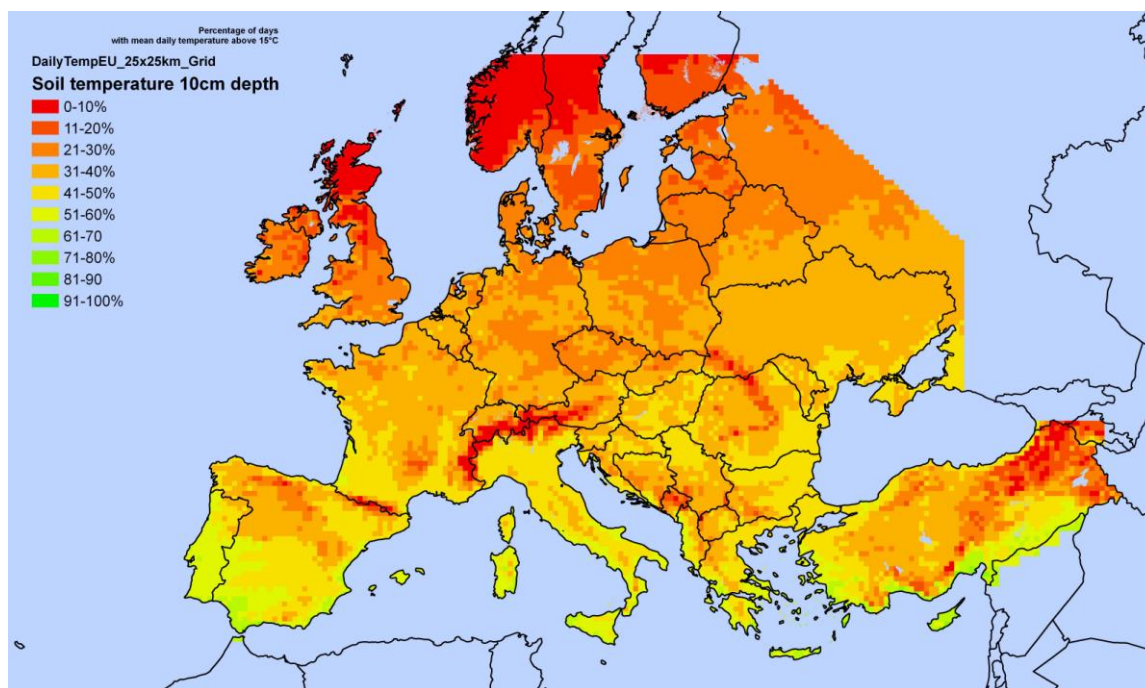 Percentage of days
with mean daily temperature above 15°C
DailyTempEU_25x25km_Grid
Soil temperature 10cm depth
0-10%
11-20%
21-30%
31-40%
41-50%
51-60%
61-70
71-80%
81-90
91-100%